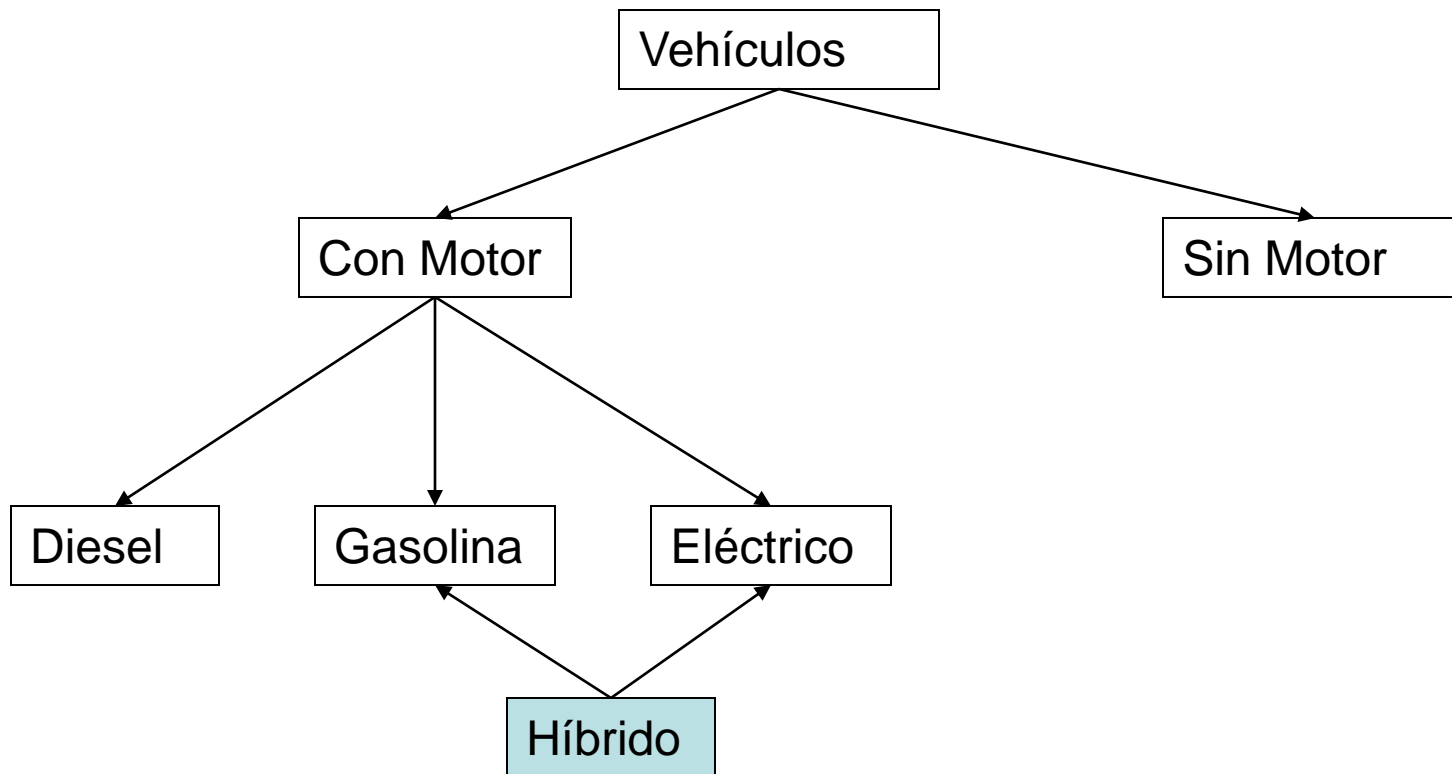 Vehículos
Con Motor
Sin Motor
Diesel
Gasolina
Eléctrico
Híbrido